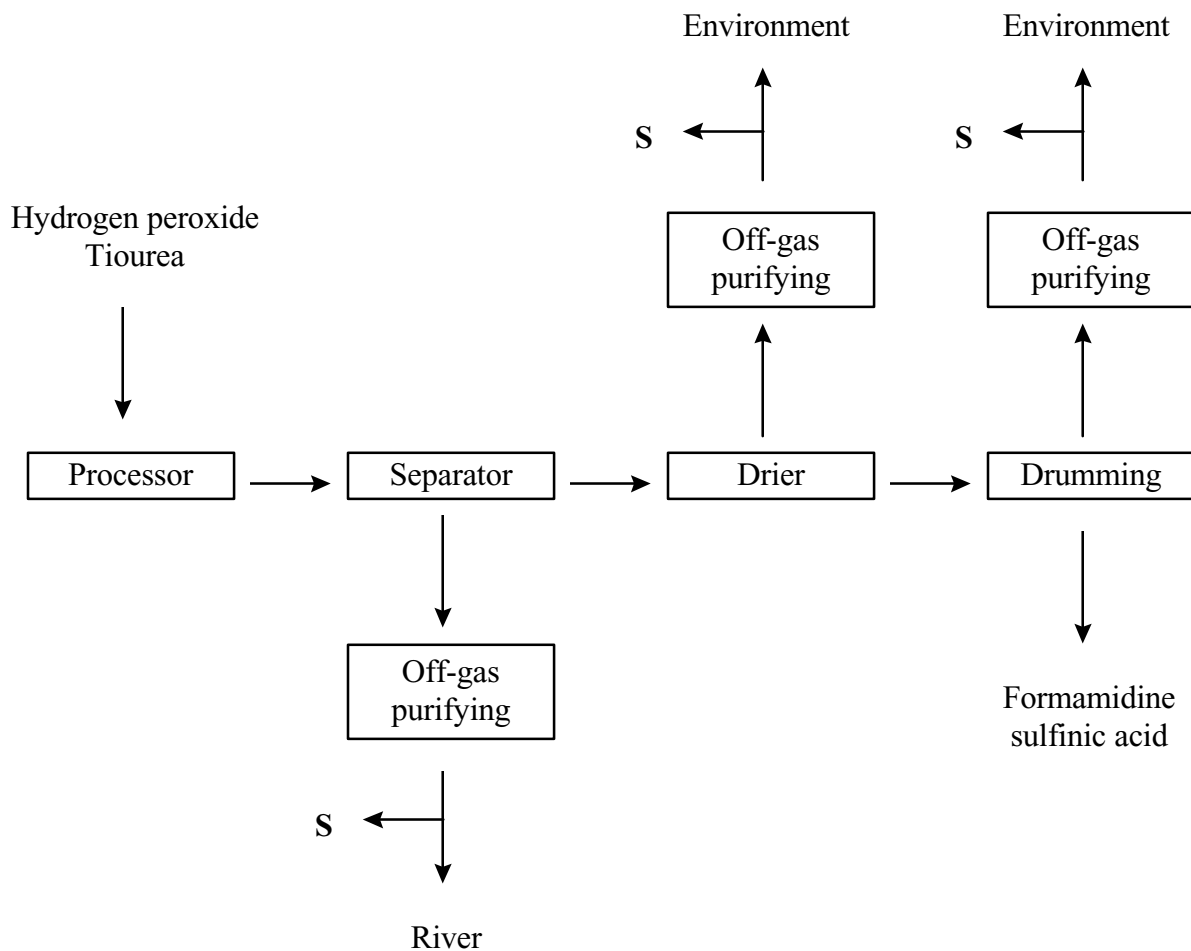 Environment
Environment
S
S
Hydrogen peroxide
Tiourea
Off-gas
purifying
Off-gas
purifying
Processor
Separator
Drier
Drumming
Off-gas
purifying
Formamidine
sulfinic acid
S
River